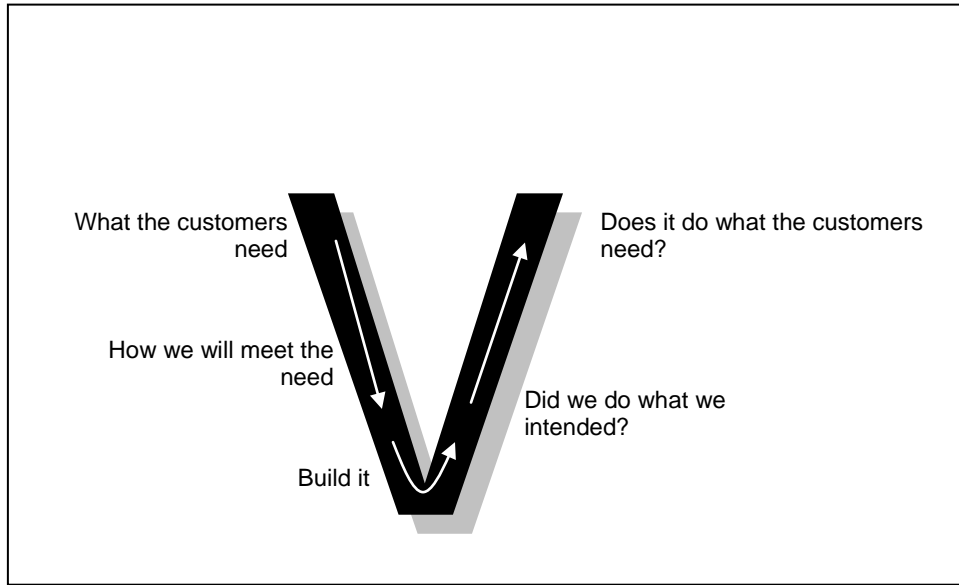 What the customers
need
How we will meet the
need
Build it
Did we do what we
intended?
Does it do what the customers
need?